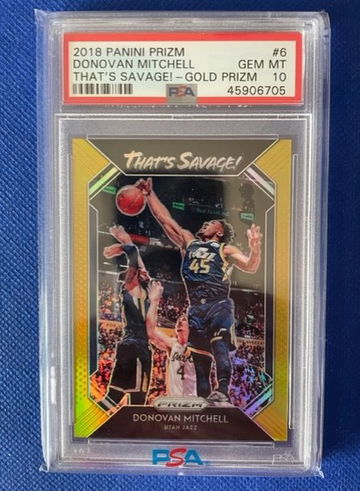 2018 PANINI PRIZM #6
DONOVAN MITCHELL GEM MT
THAT'S SAVAGE!-GOLD PRIZM 10
PSA 45906705
THAT'S SAVAGE!
45
4
PRIZM
DONOVAN MITCHELL
UTAH JAZZ
PSA